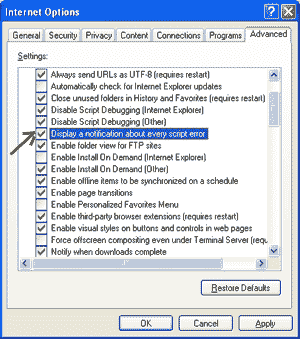 Internet Options
General Security Privacy Content Connections Programs Advanced
Settings:
Always send URLs as UTF-8 (requires restart)
Automatically check for Internet Explorer updates
Close unused folders in History and Favorites (requires restart)
Disable Script Debugging (Internet Explorer)
Disable Script Debugging (Other)
Display a notification about every script error
Enable folder view for FTP sites
Enable Install On Demand (Internet Explorer)
Enable Install On Demand (Other)
Enable offline items to be synchronized on a schedule
Enable page transitions
Enable Personalized Favorites Menu
Enable third-party browser extensions (requires restart)
Enable visual styles on buttons and controls in web pages
Force offscreen compositing even under Terminal Server (requ
Notify when downloads complete
Restore Defaults
OK Cancel Apply